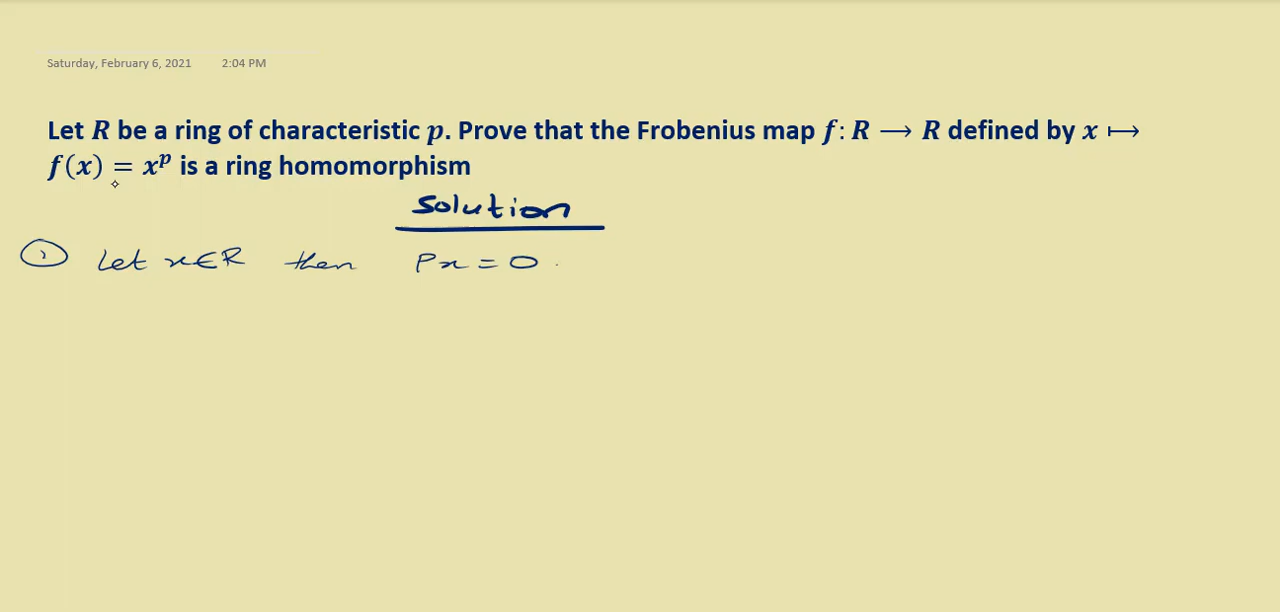 Saturday, February 6, 2021 2:04 PM
Let R be a ring of characteristic p. Prove that the Frobenius map f: R ⟶ R defined by x ⟼
f(x) = xᵖ is a ring homomorphism
Solution
① Let x∈R then Px = 0